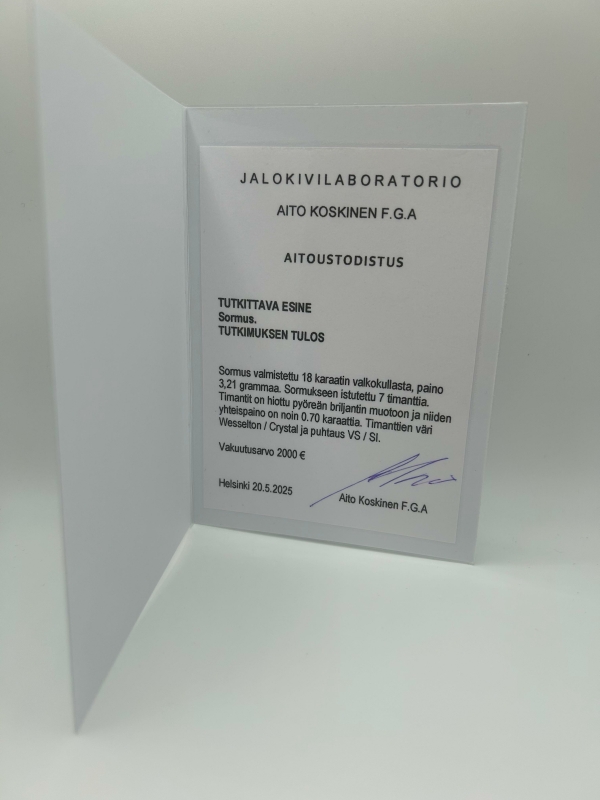 JALOKIVILABORATORIO
AITO KOSKINEN F.G.A
AITOUSTODISTUS
TUTKITTAVA ESINE
Sormus.
TUTKIMUKSEN TULOS
Sormus valmistettu 18 karaatin valkokullasta, paino
3,21 grammaa. Sormukseen istutettu 7 timanttia.
Timantit on hiottu pyöreän briljantin muotoon ja niiden
yhteispaino on noin 0.70 karaattia. Timanttien väri
Wesselton / Crystal ja puhtaus VS / SI.
Vakuutusarvo 2000 €
Helsinki 20.5.2025
Aito Koskinen F.G.A